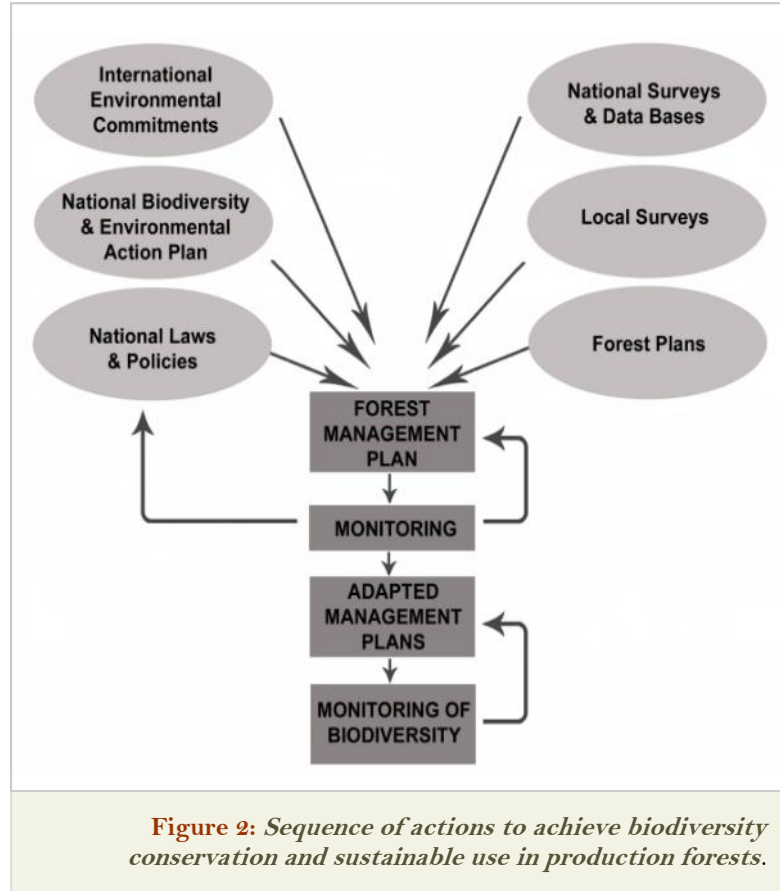 International
Environmental
Commitments
National Surveys
& Data Bases
National Biodiversity
& Environmental
Action Plan
Local Surveys
National Laws
& Policies
Forest Plans
FOREST
MANAGEMENT
PLAN
MONITORING
ADAPTED
MANAGEMENT
PLANS
MONITORING OF
BIODIVERSITY
Figure 2: Sequence of actions to achieve biodiversity
conservation and sustainable use in production forests.